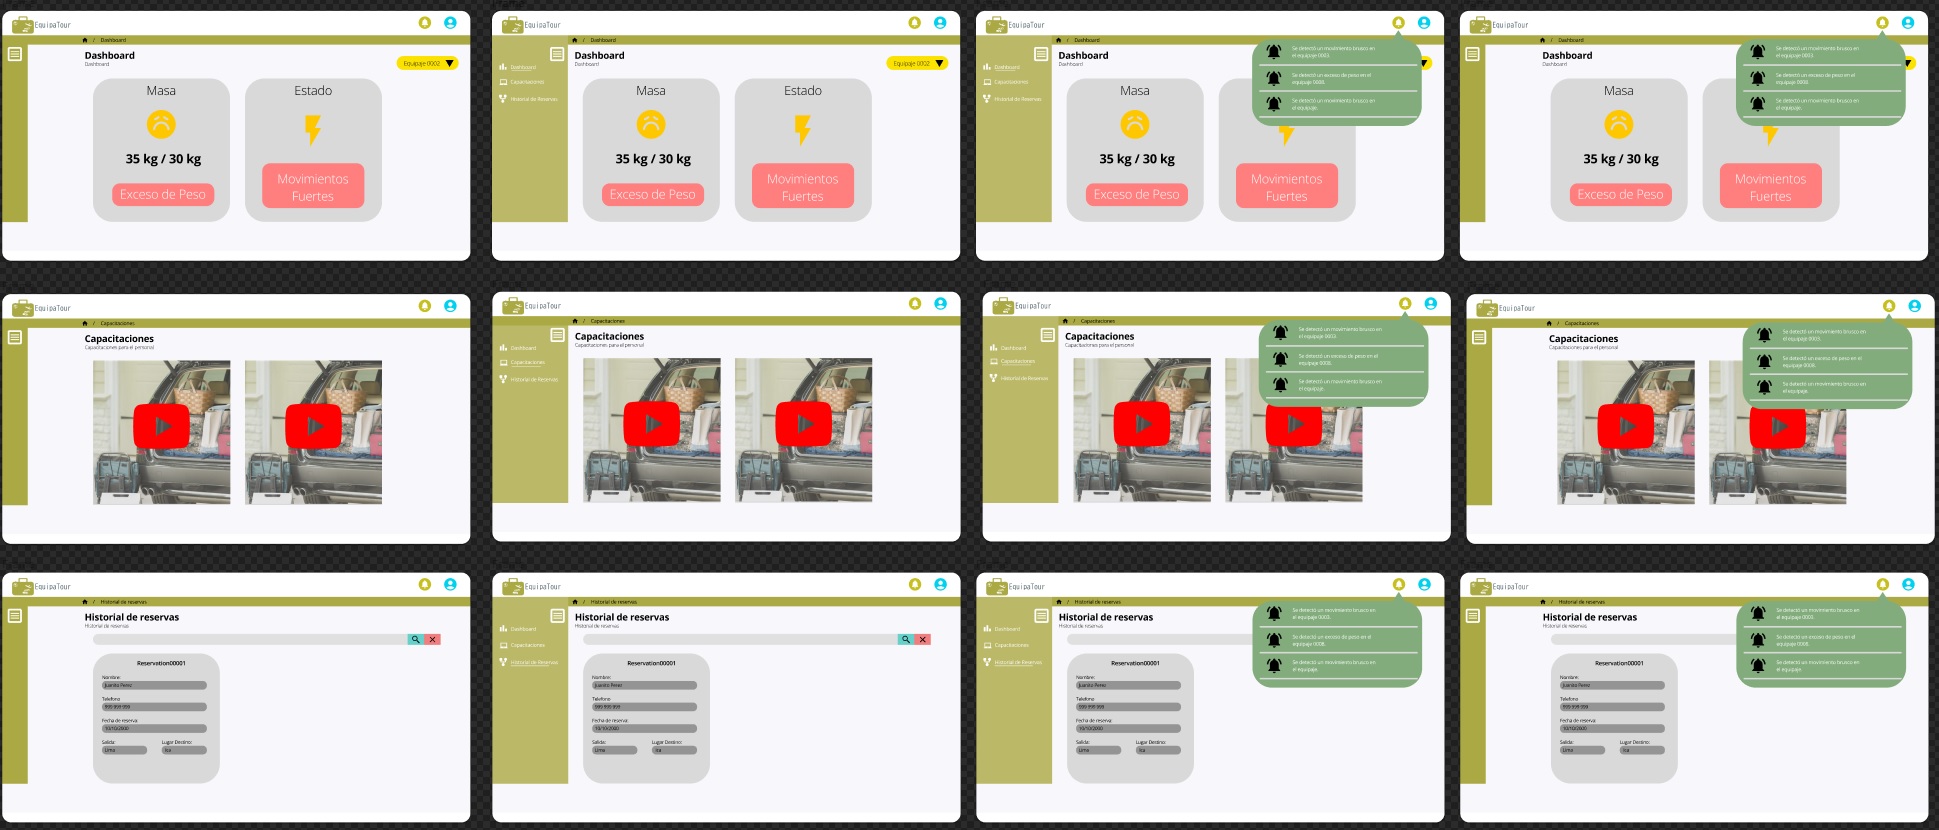 EquipaTour
/ Dashboard
Dashboard
Dashboard
Equipaje 0002
Masa
35 kg / 30 kg
Exceso de Peso
Estado
Movimientos
Fuertes
EquipaTour
/ Dashboard
Dashboard
Capacitaciones
Historial de Reservas
Dashboard
Dashboard
Equipaje 0002
Masa
35 kg / 30 kg
Exceso de Peso
Estado
Movimientos
Fuertes
EquipaTour
/ Dashboard
Dashboard
Capacitaciones
Historial de Reservas
Dashboard
Dashboard
Masa
35 kg / 30 kg
Exceso de Peso
Movimientos
Fuertes
Se detectó un movimiento brusco en
el equipaje 0003.
Se detectó un exceso de peso en el
equipaje 0008.
Se detectó un movimiento brusco en
el equipaje.
EquipaTour
/ Dashboard
Dashboard
Dashboard
Masa
35 kg / 30 kg
Exceso de Peso
Movimientos
Fuertes
Se detectó un movimiento brusco en
el equipaje 0003.
Se detectó un exceso de peso en el
equipaje 0008.
Se detectó un movimiento brusco en
el equipaje.
EquipaTour
/ Capacitaciones
Capacitaciones
Capacitaciones para el personal
EquipaTour
/ Capacitaciones
Dashboard
Capacitaciones
Historial de Reservas
Capacitaciones
Capacitaciones para el personal
EquipaTour
/ Capacitaciones
Dashboard
Capacitaciones
Historial de Reservas
Capacitaciones
Capacitaciones para el personal
Se detectó un movimiento brusco en
el equipaje 0003.
Se detectó un exceso de peso en el
equipaje 0008.
Se detectó un movimiento brusco en
el equipaje.
EquipaTour
/ Capacitaciones
Capacitaciones
Capacitaciones para el personal
Se detectó un movimiento brusco en
el equipaje 0003.
Se detectó un exceso de peso en el
equipaje 0008.
Se detectó un movimiento brusco en
el equipaje.
EquipaTour
/ Historial de reservas
Historial de reservas
Historial de reservas
Reservation00001
Nombre:
Juanito Perez
Telefono
999 999 999
Fecha de reserva:
10/10/2000
Salida: Lugar Destino:
Lima Ica
EquipaTour
/ Historial de reservas
Dashboard
Capacitaciones
Historial de Reservas
Historial de reservas
Historial de reservas
Reservation00001
Nombre:
Juanito Perez
Telefono
999 999 999
Fecha de reserva:
10/10/2000
Salida: Lugar Destino:
Lima Ica
EquipaTour
/ Historial de reservas
Dashboard
Capacitaciones
Historial de Reservas
Historial de reservas
Historial de reservas
Reservation00001
Nombre:
Juanito Perez
Telefono
999 999 999
Fecha de reserva:
10/10/2000
Salida: Lugar Destino:
Lima Ica
Se detectó un movimiento brusco en
el equipaje 0003.
Se detectó un exceso de peso en el
equipaje 0008.
Se detectó un movimiento brusco en
el equipaje.
EquipaTour
/ Historial de reservas
Historial de reservas
Historial de reservas
Reservation00001
Nombre:
Juanito Perez
Telefono
999 999 999
Fecha de reserva:
10/10/2000
Salida: Lugar Destino:
Lima Ica
Se detectó un movimiento brusco en
el equipaje 0003.
Se detectó un exceso de peso en el
equipaje 0008.
Se detectó un movimiento brusco en
el equipaje.